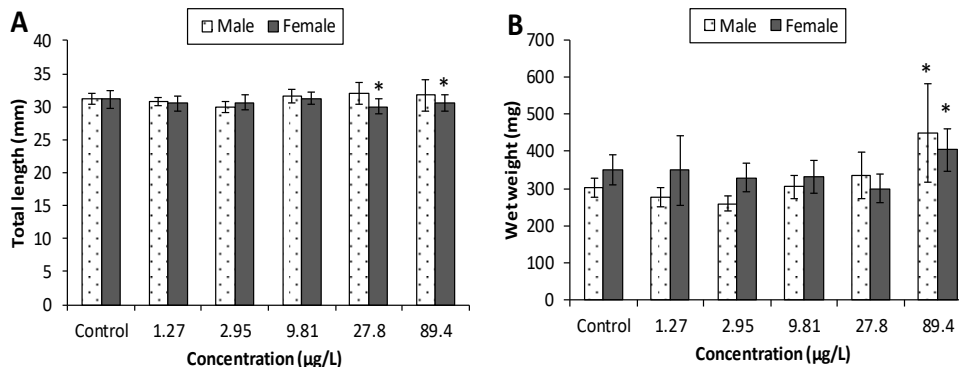 A
Male Female
Total length (mm)
40
35
30
25
20
15
10
5
0
* *
Control 1.27 2.95 9.81 27.8 89.4
Concentration (µg/L)
B
Male Female
Wet weight (mg)
700
600
500
400
300
200
100
0
*
*
Control 1.27 2.95 9.81 27.8 89.4
Concentration (µg/L)